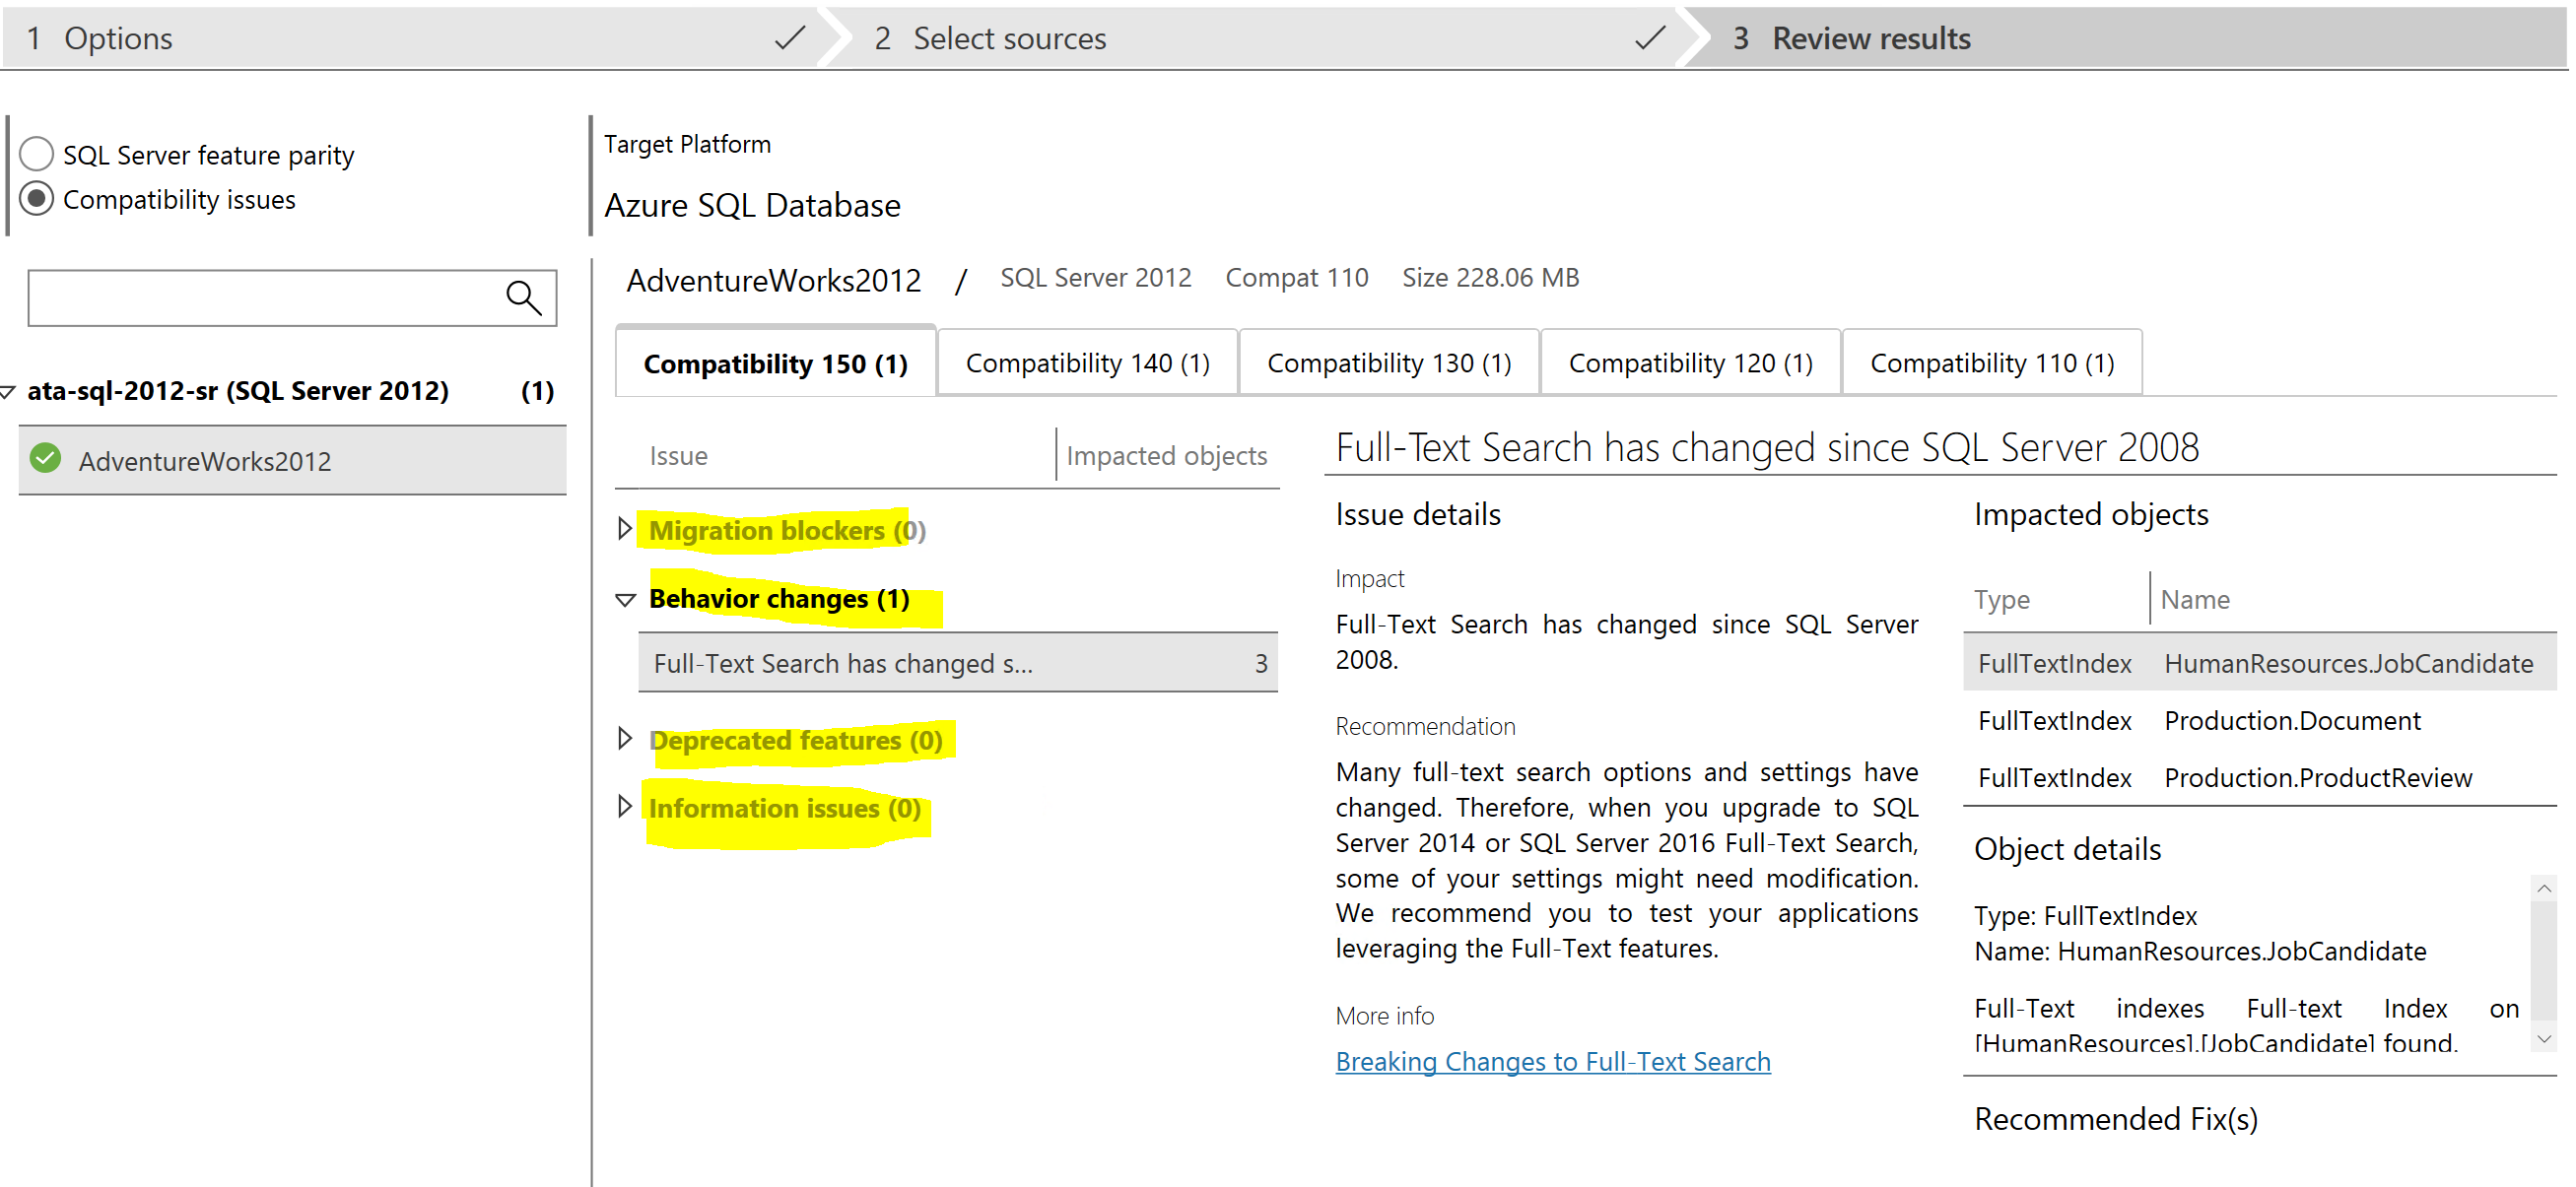 1 Options
2 Select sources
3 Review results
SQL Server feature parity
Compatibility issues
Target Platform
Azure SQL Database
ata-sql-2012-sr (SQL Server 2012) (1)
AdventureWorks2012
AdventureWorks2012 / SQL Server 2012 Compat 110 Size 228.06 MB
Compatibility 150 (1) Compatibility 140 (1) Compatibility 130 (1) Compatibility 120 (1) Compatibility 110 (1)
Issue Impacted objects
Migration blockers (0)
Behavior changes (1)
Full-Text Search has changed s... 3
Deprecated features (0)
Information issues (0)
Full-Text Search has changed since SQL Server 2008
Issue details
Impact
Full-Text Search has changed since SQL Server
2008.
Recommendation
Many full-text search options and settings have
changed. Therefore, when you upgrade to SQL
Server 2014 or SQL Server 2016 Full-Text Search,
some of your settings might need modification.
We recommend you to test your applications
leveraging the Full-Text features.
More info
Breaking Changes to Full-Text Search
Impacted objects
Type Name
FullTextIndex HumanResources.JobCandidate
FullTextIndex Production.Document
FullTextIndex Production.ProductReview
Object details
Type: FullTextIndex
Name: HumanResources.JobCandidate
Full-Text indexes Full-text Index on
[HumanResources].[JobCandidate] found.
Recommended Fix(s)